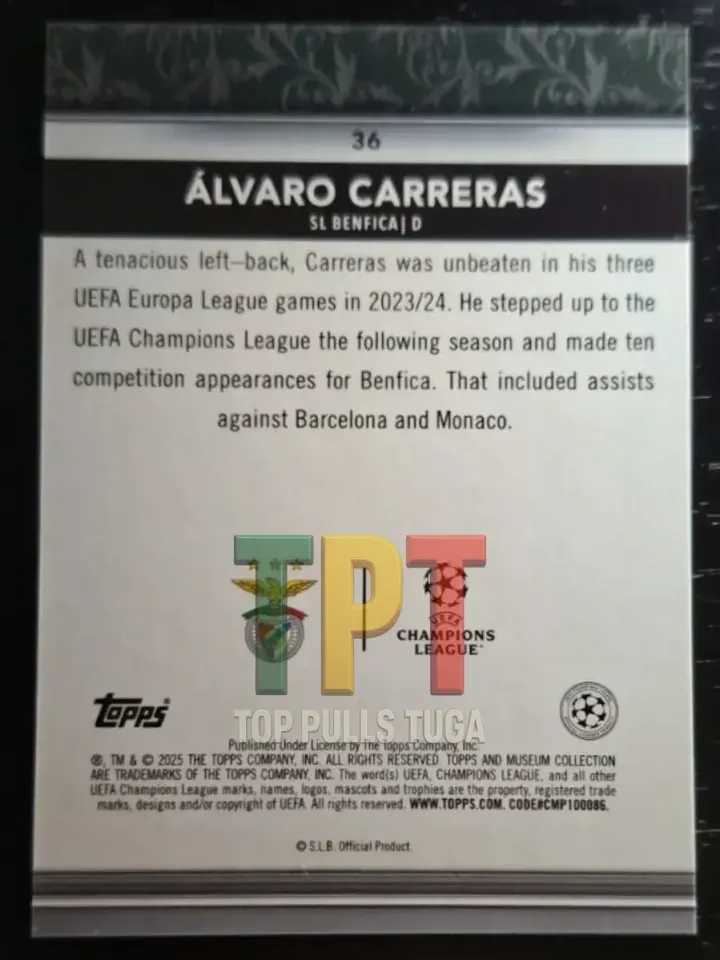 36
ÁLVARO CARRERAS
SL BENFICA| D
A tenacious left–back, Carreras was unbeaten in his three
UEFA Europa League games in 2023/24. He stepped up to the
UEFA Champions League the following season and made ten
competition appearances for Benfica. That included assists
against Barcelona and Monaco.
TPT
UEFA
CHAMPIONS
LEAGUE®
TOPPS®
TOP PULLS TUGA
Published Under License by The Topps Company, Inc.
®, TM & © 2025 THE TOPPS COMPANY, INC. ALL RIGHTS RESERVED. TOPPS AND MUSEUM COLLECTION
ARE TRADEMARKS OF THE TOPPS COMPANY, INC. The word(s) UEFA, CHAMPIONS LEAGUE, and all other
UEFA Champions League marks, names, logos, mascots and trophies are the property, registered trade
marks, designs and/or copyright of UEFA. All rights reserved. WWW.TOPPS.COM. CODE#CMP100086.
© S.L.B. Official Product.